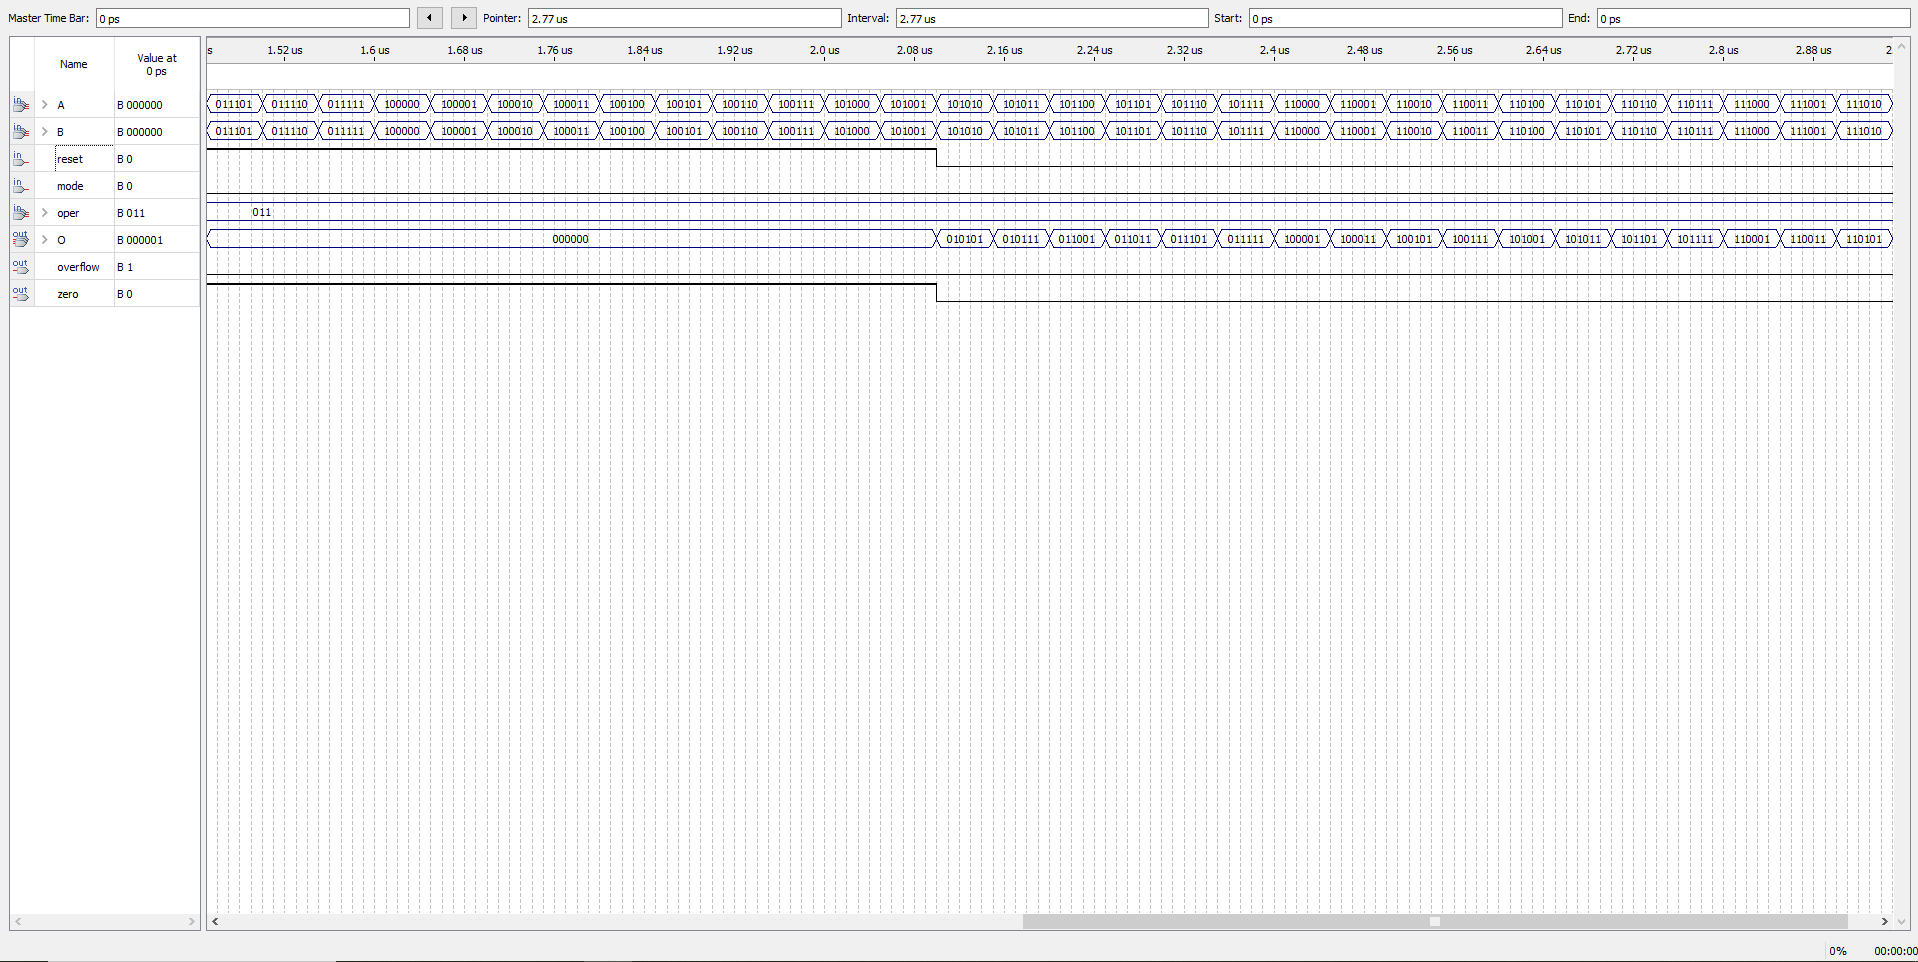 Master Time Bar: 0 ps Pointer: 2.77 us Interval: 2.77 us Start: 0 ps End: 0 ps
Name Value at 0 ps s 1.52 us 1.6 us 1.68 us 1.76 us 1.84 us 1.92 us 2.0 us 2.08 us 2.16 us 2.24 us 2.32 us 2.4 us 2.48 us 2.56 us 2.64 us 2.72 us 2.8 us 2.88 us 2
in A B 000000 011101 011110 011111 100000 100001 100010 100011 100100 100101 100110 100111 101000 101001 101010 101011 101100 101101 101110 101111 110000 110001 110010 110011 110100 110101 110110 110111 111000 111001 111010
in B B 000000 011101 011110 011111 100000 100001 100010 100011 100100 100101 100110 100111 101000 101001 101010 101011 101100 101101 101110 101111 110000 110001 110010 110011 110100 110101 110110 110111 111000 111001 111010
in reset B 0
in mode B 0
in oper B 011 011
out O B 000001 000000 010101 010111 011001 011011 011101 011111 100001 100011 100101 100111 101001 101011 101101 101111 110001 110011 110101
out overflow B 1
out zero B 0
0% 00:00:00